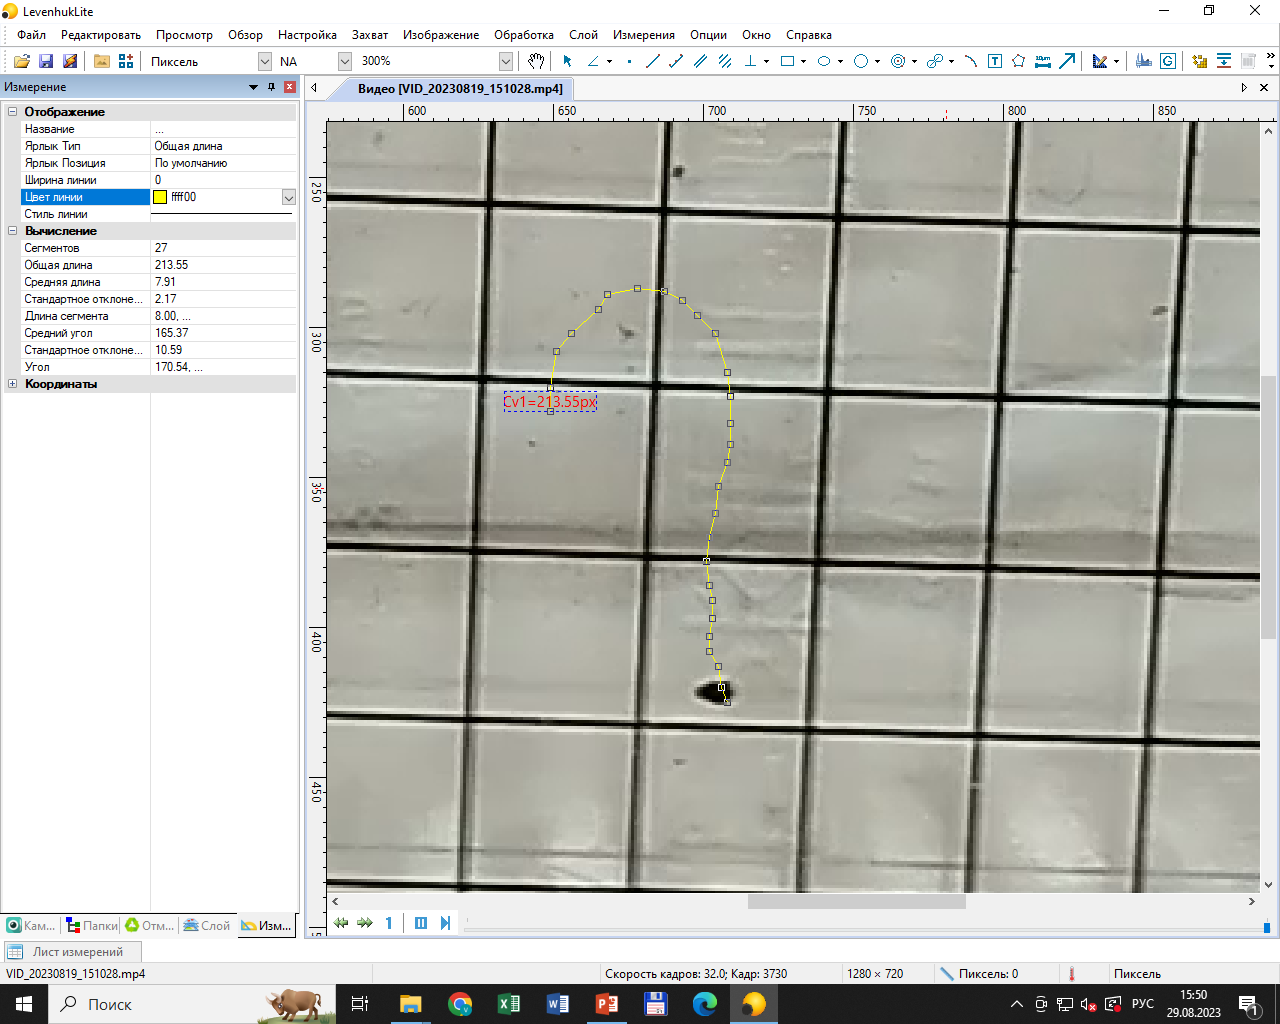 LevenhukLite
Файл Редактировать Просмотр Обзор Настройка Захват Изображение Обработка Слой Измерения Опции Окно Справка
Пиксель NA 300%
Измерение
Видео [VID_20230819_151028.mp4]
600 650 700 750 800 850
250
300
350
400
450
Отображение
Название ...
Ярлык Тип Общая длина
Ярлык Позиция По умолчанию
Ширина линии 0
Цвет линии ffff00
Стиль линии
Вычисление
Сегментов 27
Общая длина 213.55
Средняя длина 7.91
Стандартное отклоне... 2.17
Длина сегмента 8.00, ...
Средний угол 165.37
Стандартное отклоне... 10.59
Угол 170.54, ...
Координаты
Cv1=213.55px
Кам... Папки Отм... Слой Изм...
1
Лист измерений
VID_20230819_151028.mp4 Скорость кадров: 32.0; Кадр: 3730 1280 × 720 Пиксель: 0 Пиксель
Поиск
РУС
15:50
29.08.2023
1